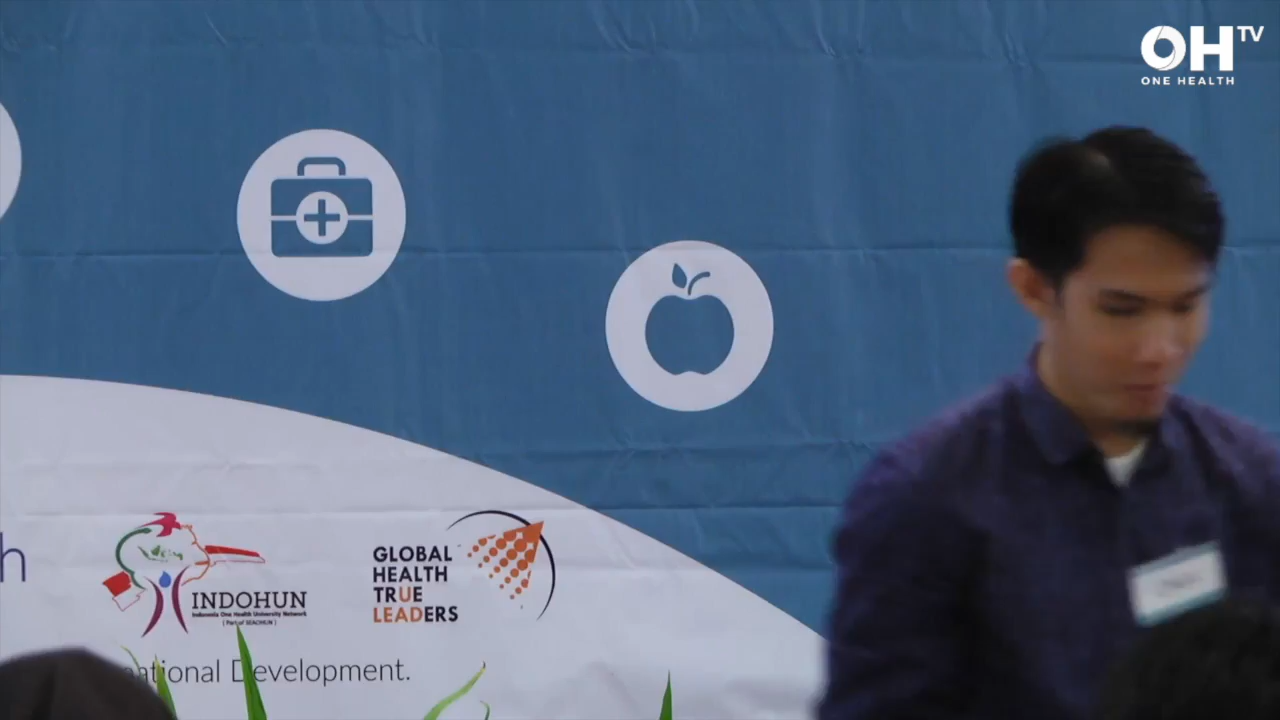 OH TV
ONE HEALTH
h
INDOHUN
Indonesia One Health University Network
( Part of SEAOHUN )
GLOBAL
HEALTH
TRUE
LEADERS
ational Development.